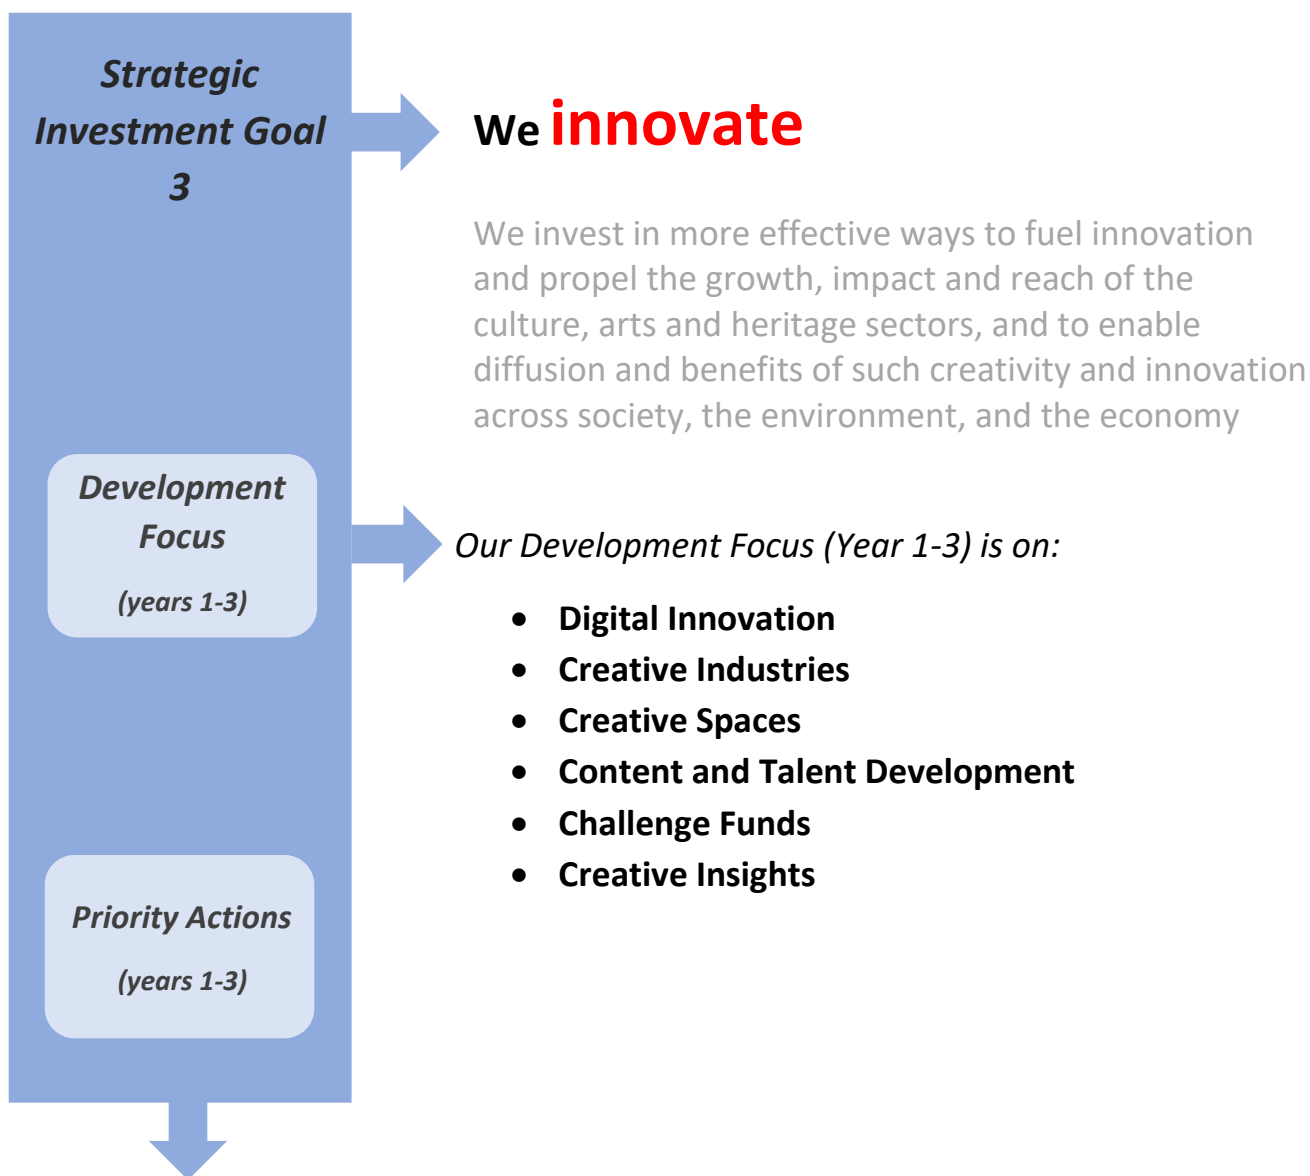 Strategic
Investment Goal
3
We innovate
We invest in more effective ways to fuel innovation
and propel the growth, impact and reach of the
culture, arts and heritage sectors, and to enable
diffusion and benefits of such creativity and innovation
across society, the environment, and the economy
Development
Focus
(years 1-3)
Our Development Focus (Year 1-3) is on:
• Digital Innovation
• Creative Industries
• Creative Spaces
• Content and Talent Development
• Challenge Funds
• Creative Insights
Priority Actions
(years 1-3)